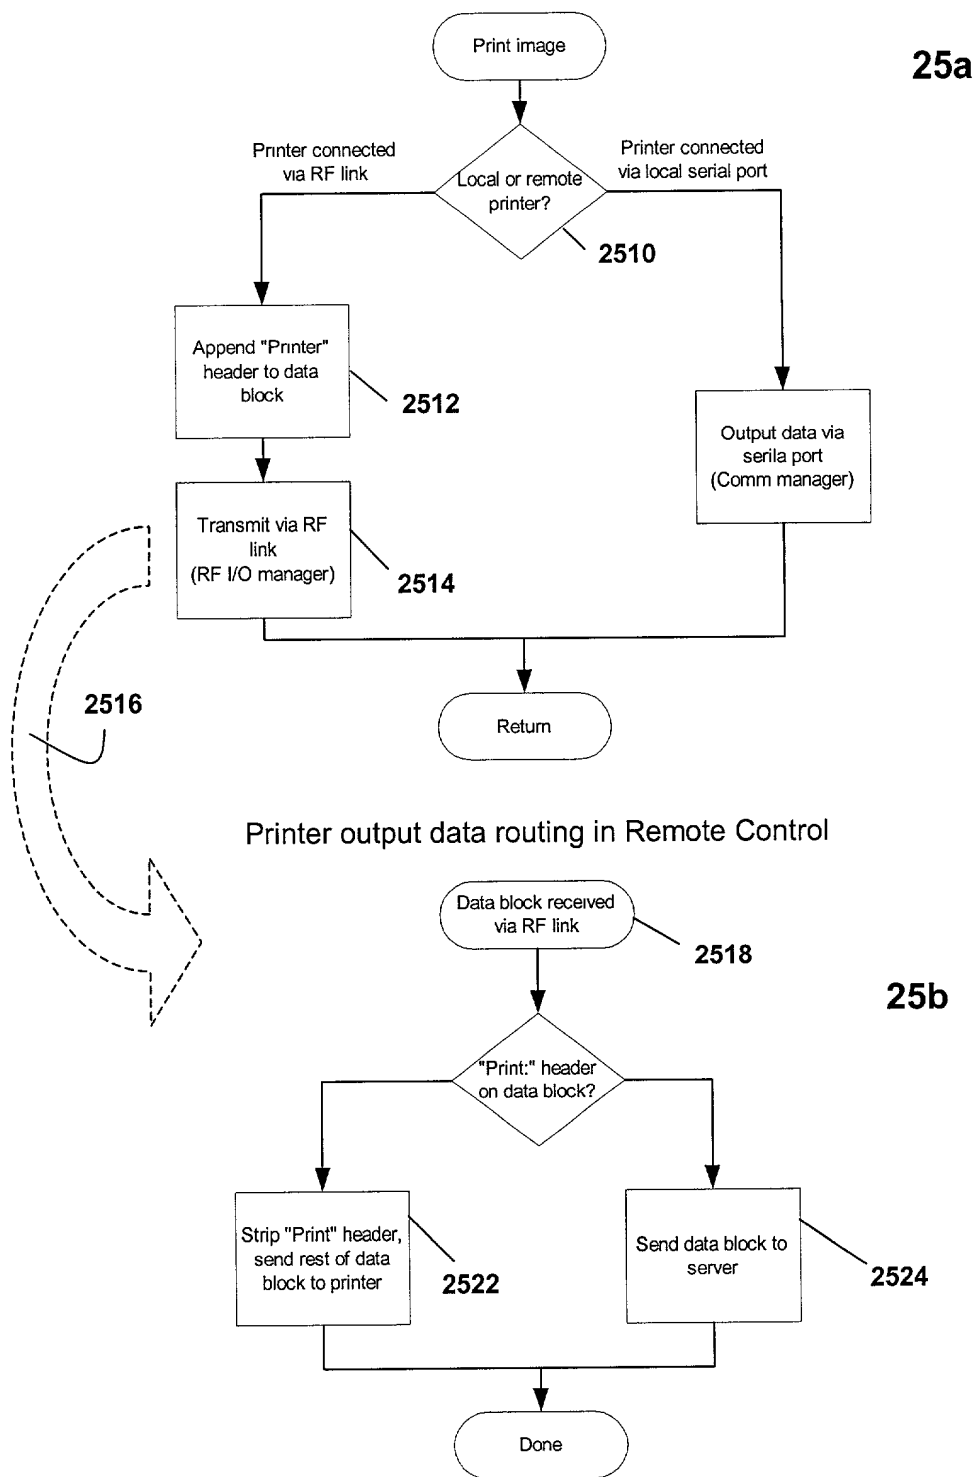 Print image
25a
Printer connected
via RF link
Printer connected
via local serial port
Local or remote
printer?
2510
Append "Printer"
header to data
block
2512
Output data via
serila port
(Comm manager)
Transmit via RF
link
(RF I/O manager)
2514
2516
Return
Printer output data routing in Remote Control
Data block received
via RF link
2518
25b
"Print:" header
on data block?
Strip "Print" header,
send rest of data
block to printer
2522
Send data block to
server
2524
Done